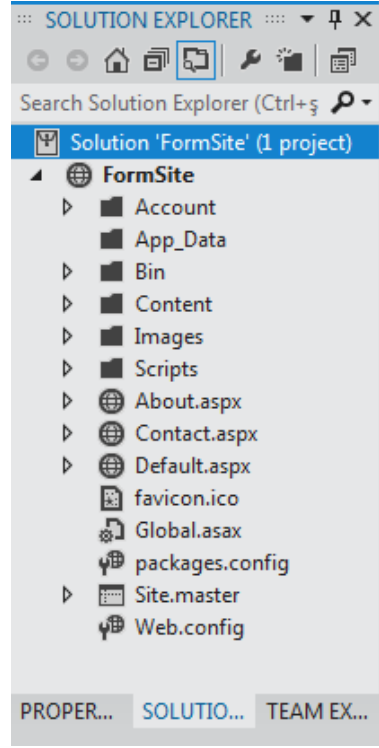 SOLUTION EXPLORER
Search Solution Explorer (Ctrl+ş
Solution 'FormSite' (1 project)
FormSite
Account
App_Data
Bin
Content
Images
Scripts
About.aspx
Contact.aspx
Default.aspx
favicon.ico
Global.asax
packages.config
Site.master
Web.config
PROPER... SOLUTIO... TEAM EX...